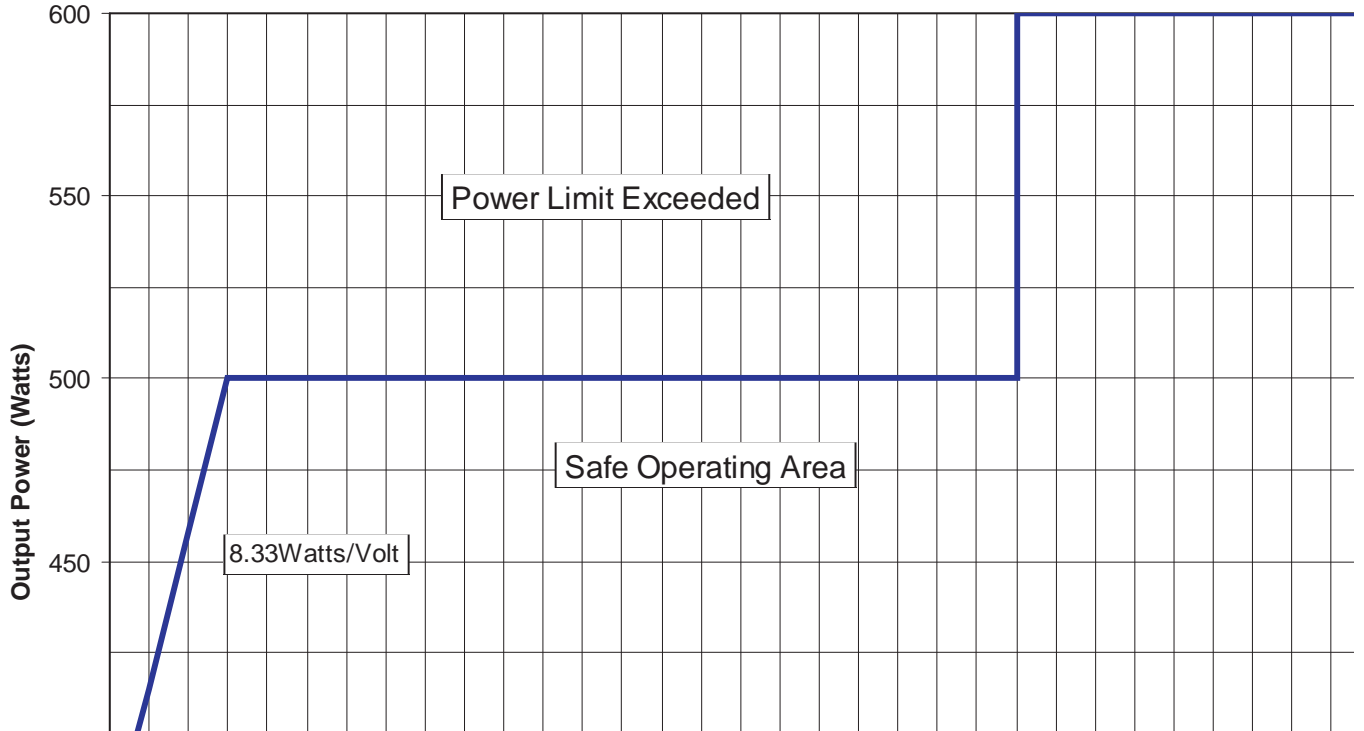 600
550
Power Limit Exceeded
500
Output Power (Watts)
Safe Operating Area
8.33Watts/Volt
450